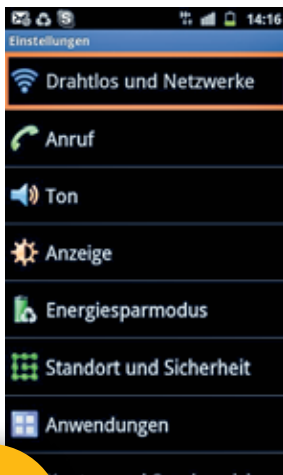 14:16
Einstellungen
Drahtlos und Netzwerke
Anruf
Ton
Anzeige
Energiesparmodus
Standort und Sicherheit
Anwendungen